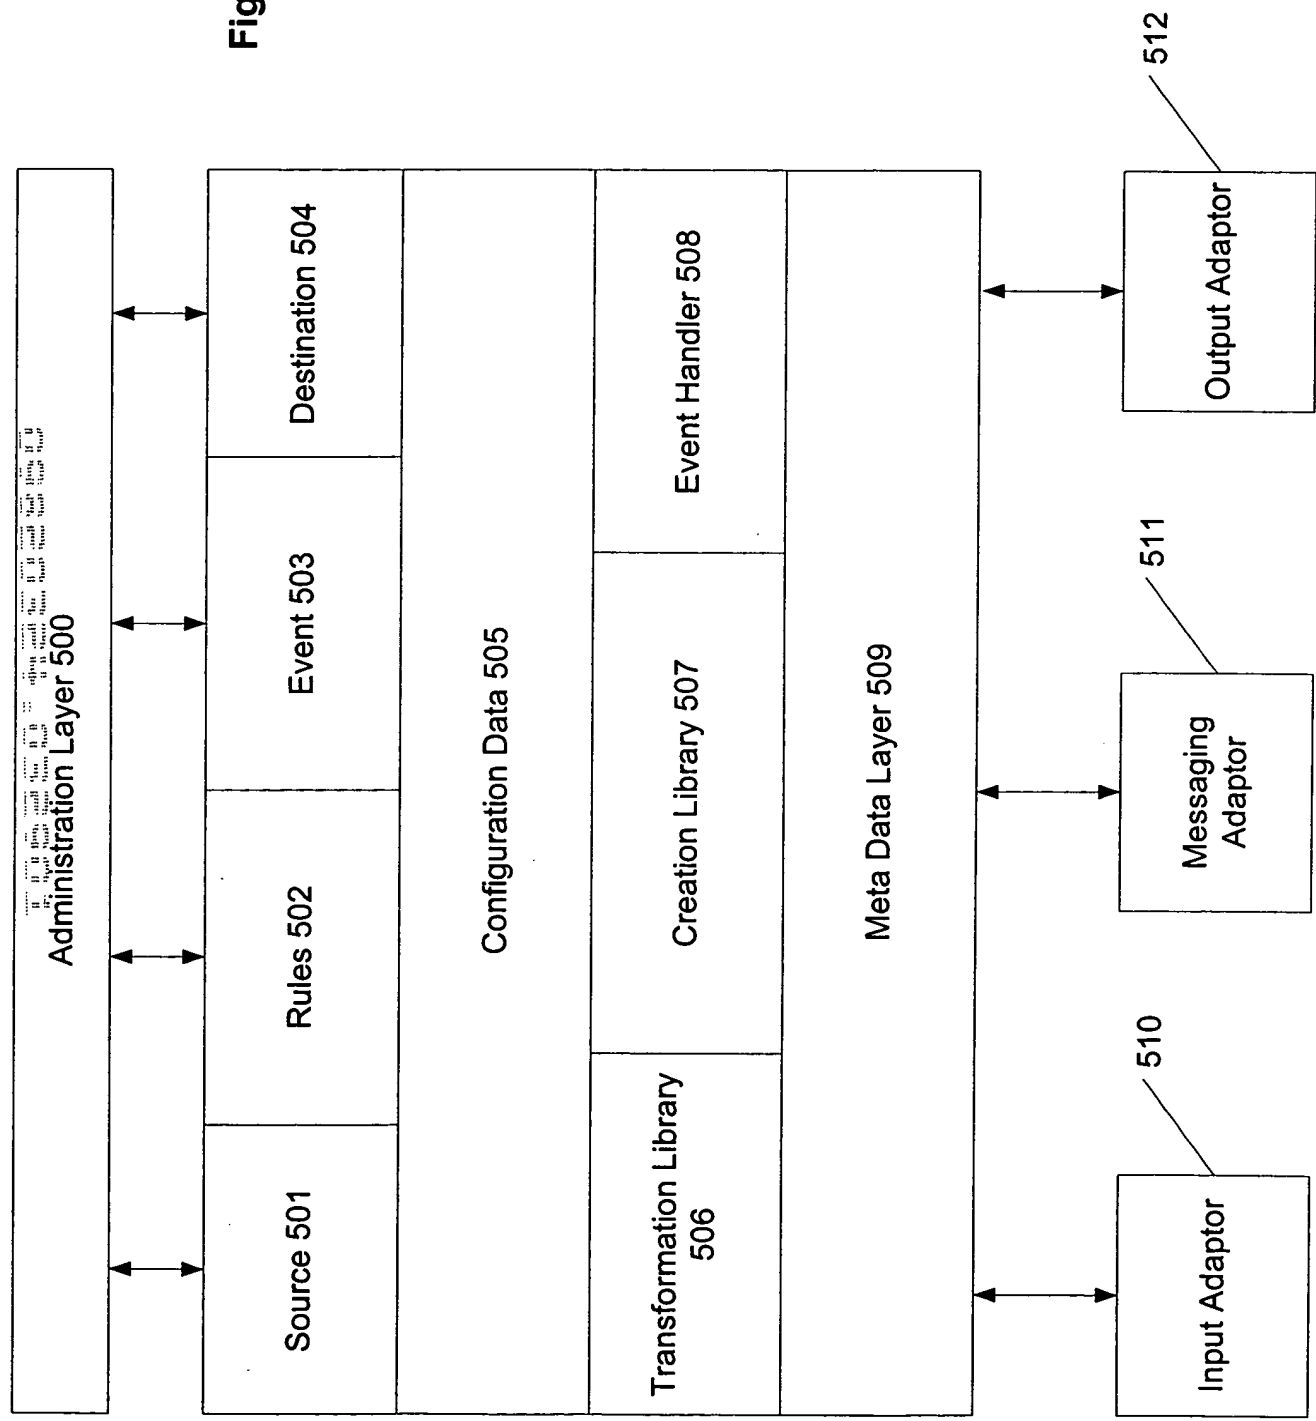 Fig
Administration Layer 500
Source 501
Rules 502
Event 503
Destination 504
Configuration Data 505
Transformation Library
506
Creation Library 507
Event Handler 508
Meta Data Layer 509
510
511
512
Input Adaptor
Messaging
Adaptor
Output Adaptor